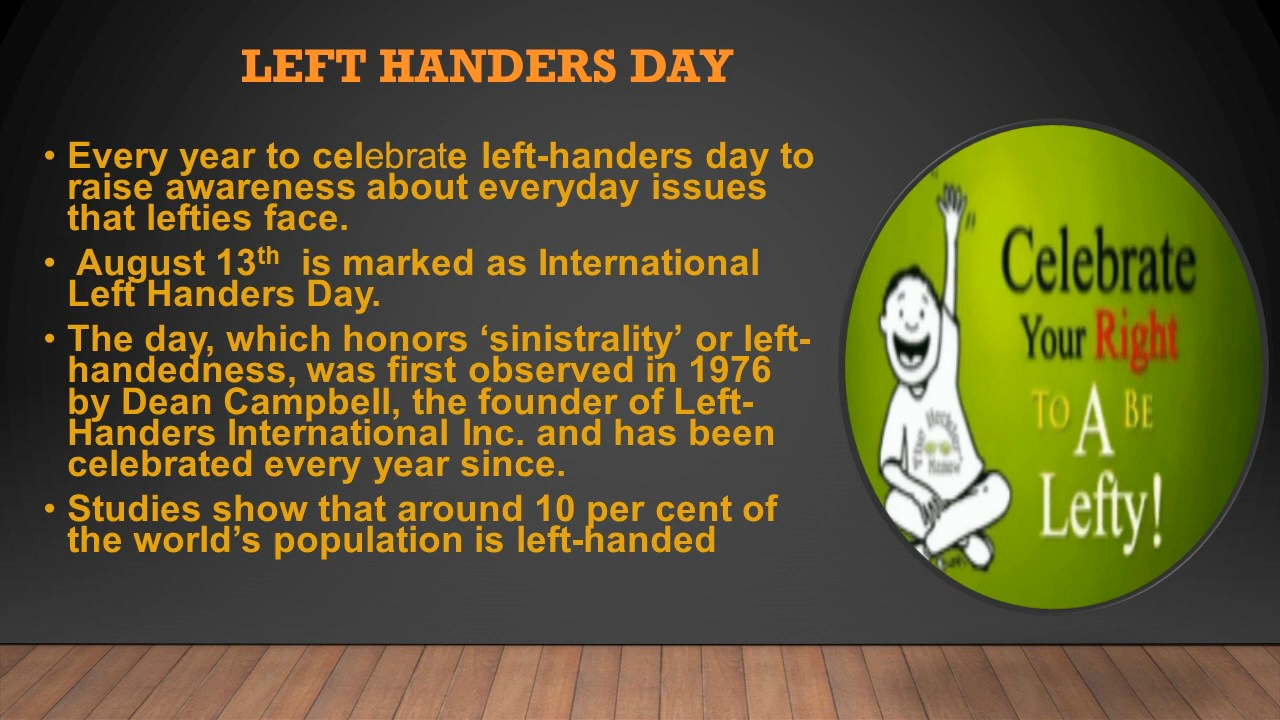 LEFT HANDERS DAY
• Every year to celebrate left-handers day to
raise awareness about everyday issues
that lefties face.
• August 13th is marked as International
Left Handers Day.
• The day, which honors ‘sinistrality’ or left-
handedness, was first observed in 1976
by Dean Campbell, the founder of Left-
Handers International Inc. and has been
celebrated every year since.
• Studies show that around 10 per cent of
the world’s population is left-handed
Celebrate
Your Right
TO A BE
Lefty!